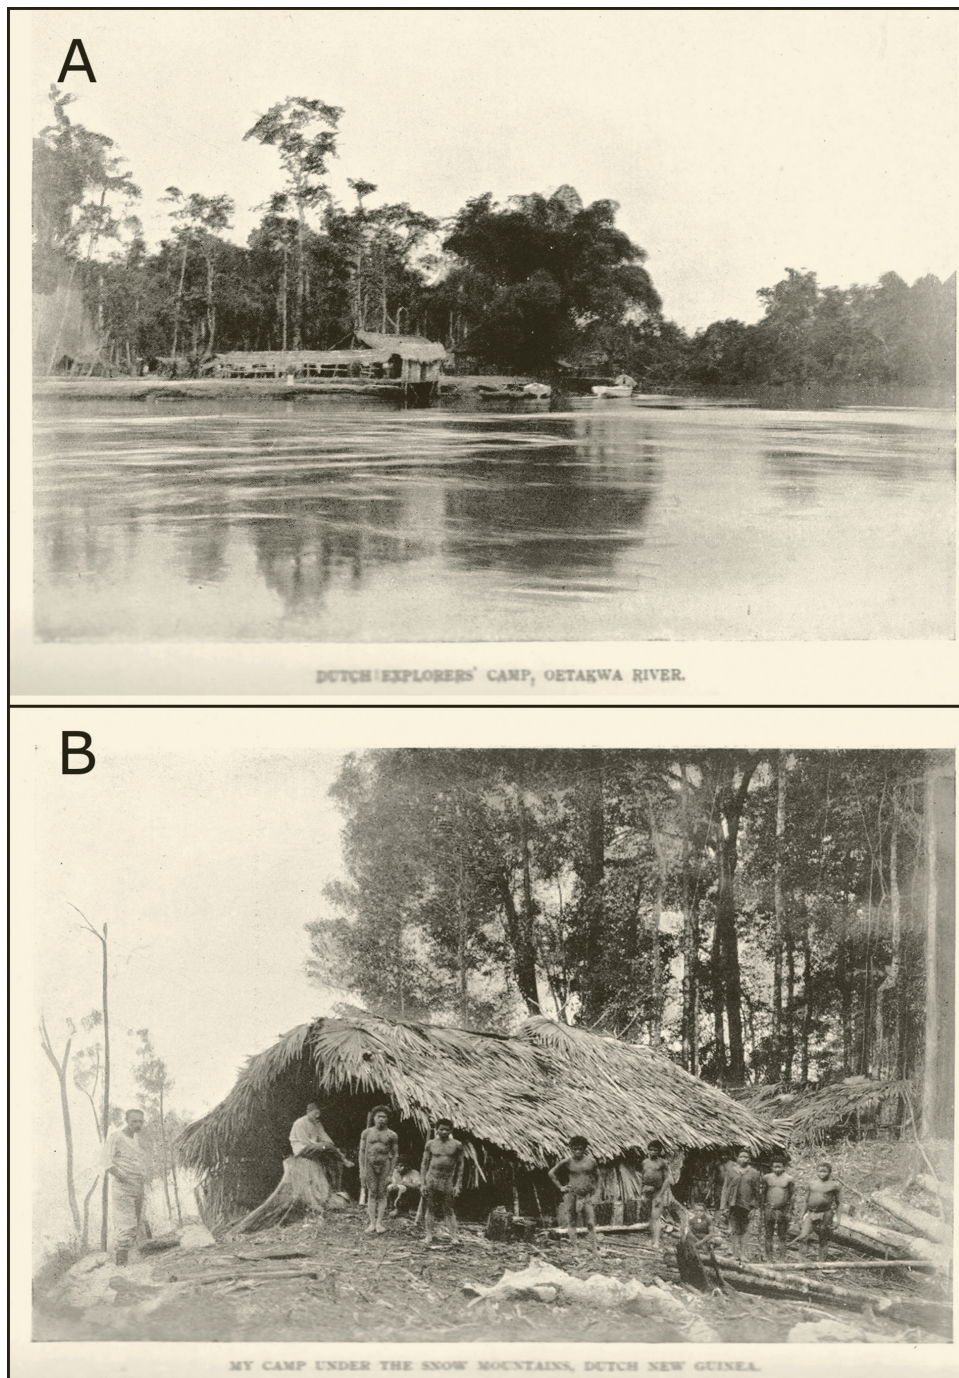 A
DUTCH EXPLORERS' CAMP, OETAKWA RIVER.
B
MY CAMP UNDER THE SNOW MOUNTAINS, DUTCH NEW GUINEA.